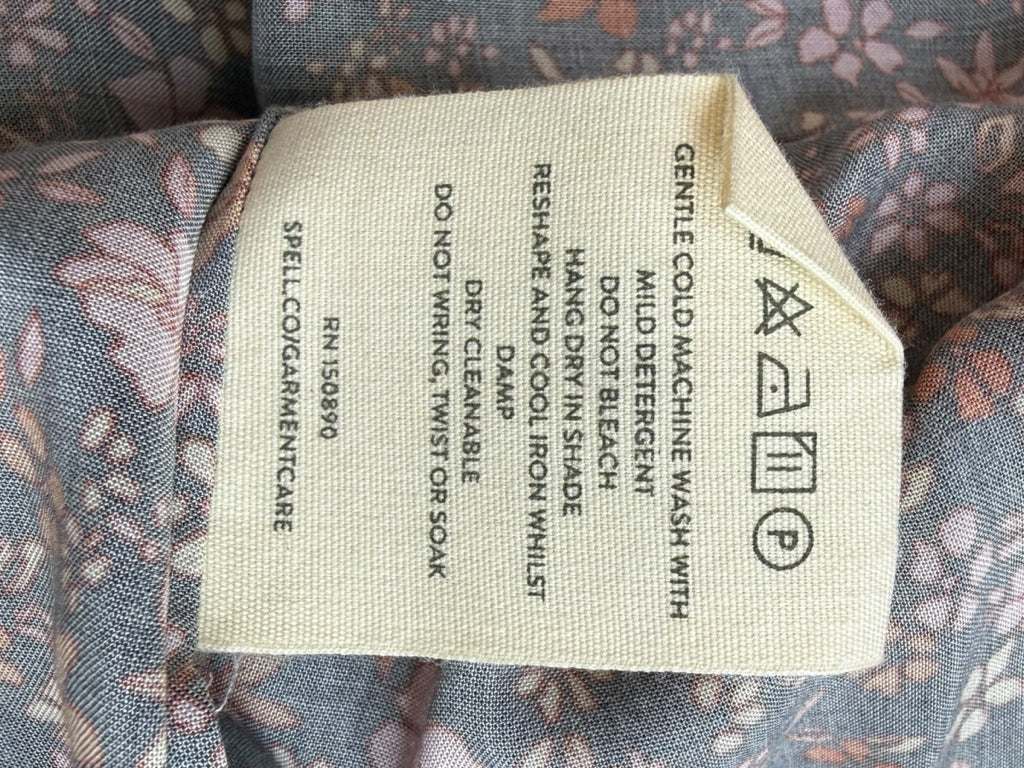 P
GENTLE COLD MACHINE WASH WITH
MILD DETERGENT
DO NOT BLEACH
HANG DRY IN SHADE
RESHAPE AND COOL IRON WHILST
DAMP
DRY CLEANABLE
DO NOT WRING, TWIST OR SOAK
RN 150890
SPELL.CO/GARMENTCARE